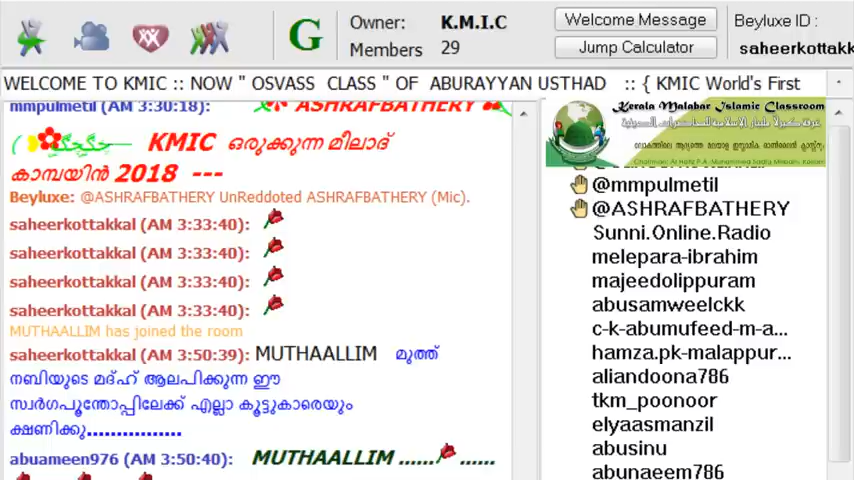 Owner: K.M.I.C
Members 29
Welcome Message
Jump Calculator
Beyluxe ID :
saheerkottakk
WELCOME TO KMIC :: NOW " OSVASS CLASS " OF ABURAYYAN USTHAD :: { KMIC World's First
mmpulmetil (AM 3:30:18): ASHRAFBATHERY
KMIC ഒരുക്കുന്ന മീലാദ്
കാമ്പയിൻ 2018 ---
Beyluxe: @ASHRAFBATHERY UnReddoted ASHRAFBATHERY (Mic).
saheerkottakkal (AM 3:33:40):
saheerkottakkal (AM 3:33:40):
saheerkottakkal (AM 3:33:40):
saheerkottakkal (AM 3:33:40):
MUTHAALLIM has joined the room
saheerkottakkal (AM 3:50:39): MUTHAALLIM മുത്ത്
നബിയുടെ മദ്ഹ് ആലപിക്കുന്ന ഈ
സ്വർഗപൂന്തോപ്പിലേക്ക് എല്ലാ കൂട്ടുകാരെയും
ക്ഷണിക്കു................
abuameen976 (AM 3:50:40): MUTHAALLIM ...... ......
Kerala Malabar Islamic Classroom
@mmpulmetil
@ASHRAFBATHERY
Sunni.Online.Radio
melepara-ibrahim
majeedolippuram
abusamweelckk
c-k-abumufeed-m-a...
hamza.pk-malappur...
aliandoona786
tkm_poonoor
elyaasmanzil
abusinu
abunaeem786